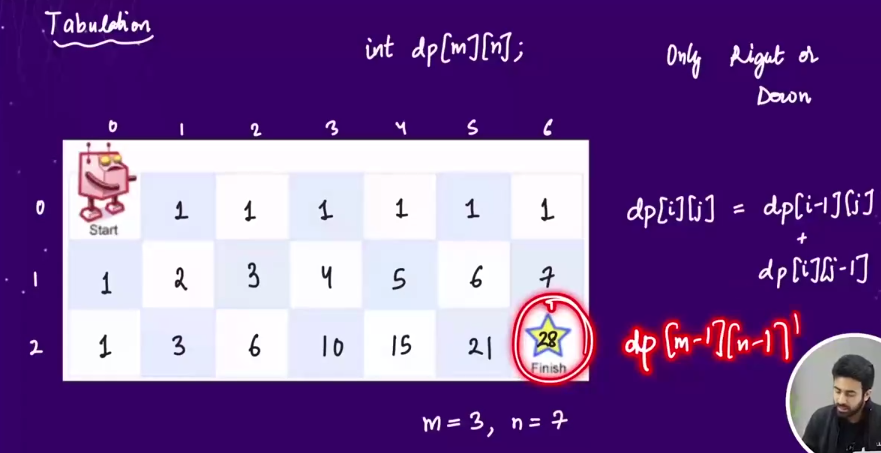 Tabulation
int dp[m][n];
Only Right or
Down
0 1 2 3 4 5 6
0 Start 1 1 1 1 1 1
1 1 2 3 4 5 6 7
2 1 3 6 10 15 21 28
Finish
dp[i][j] = dp[i-1][j]
+
dp[i][j-1]
dp[m-1][n-1]
m = 3, n = 7